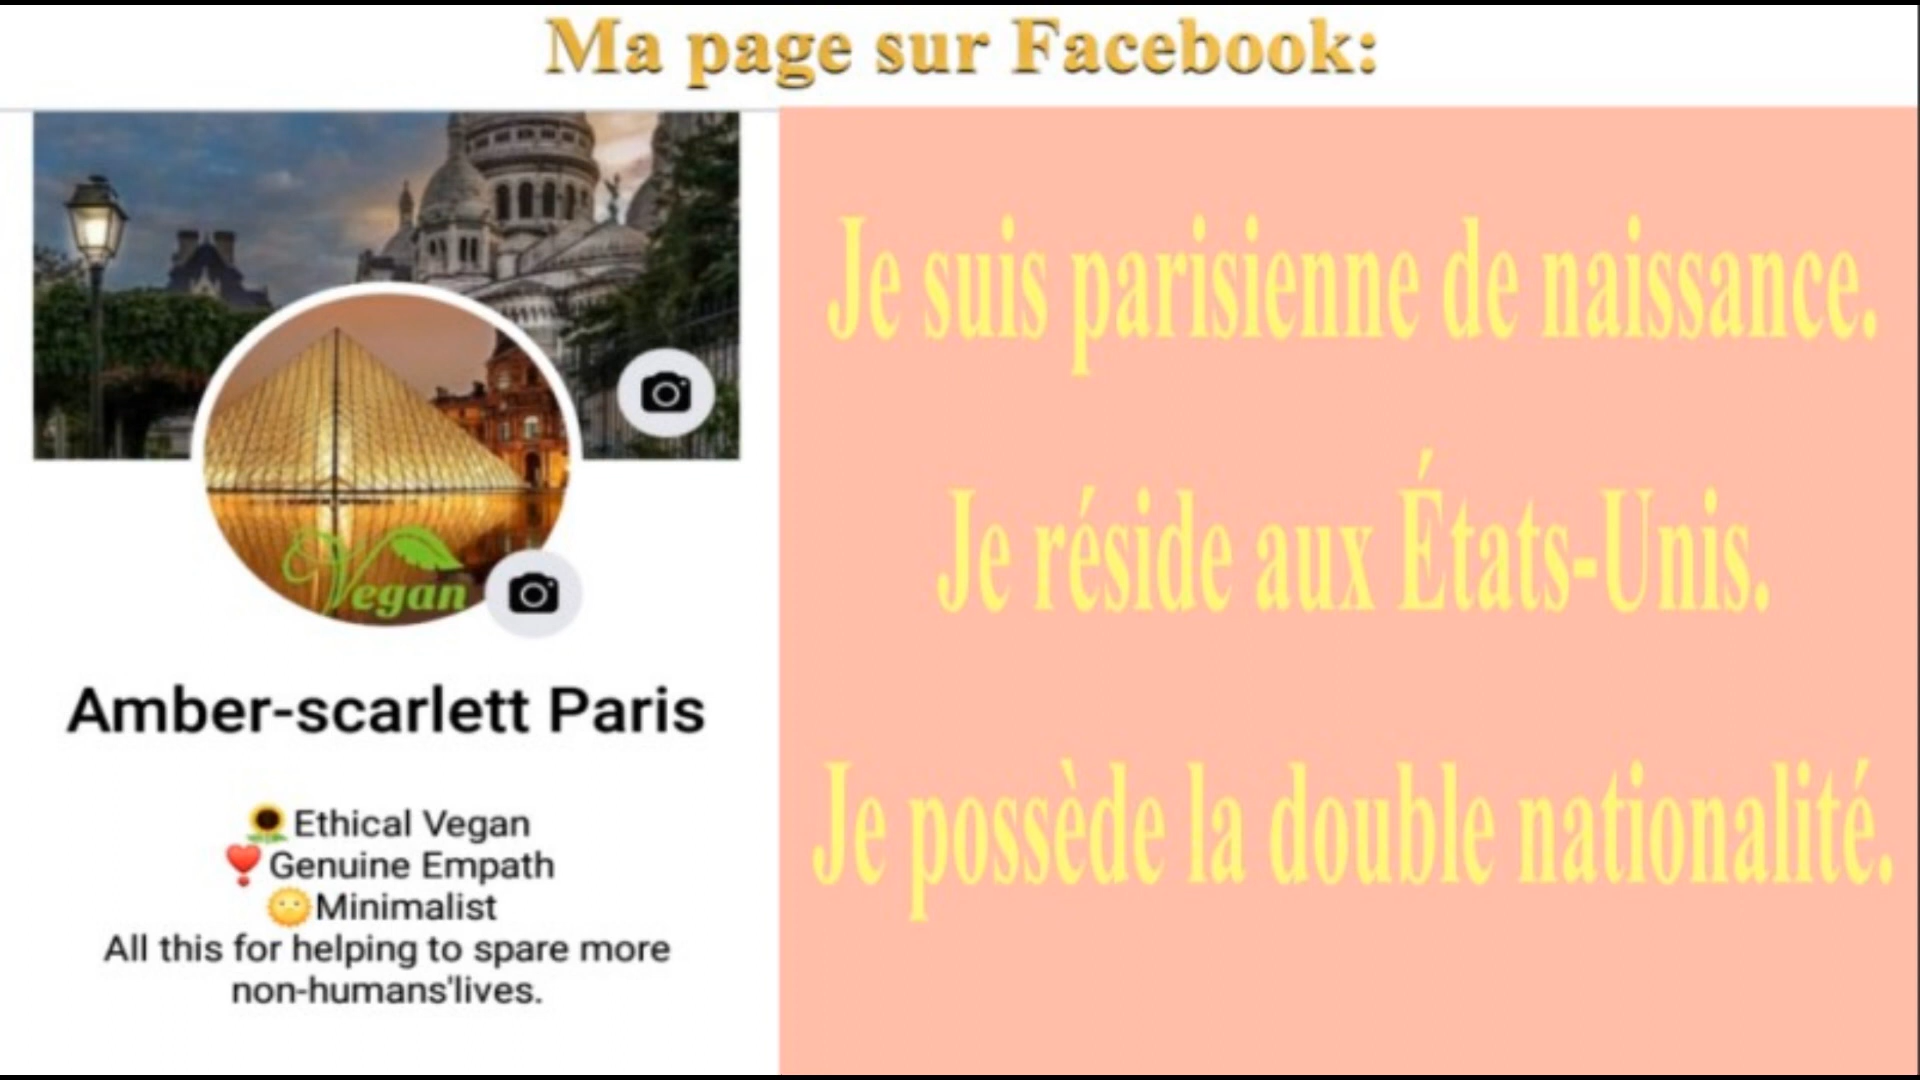 Ma page sur Facebook:
Vegan
Amber-scarlett Paris
🌻Ethical Vegan
❣️Genuine Empath
🌞Minimalist
All this for helping to spare more
non-humans'lives.
Je suis parisienne de naissance.
Je réside aux États-Unis.
Je possède la double nationalité.